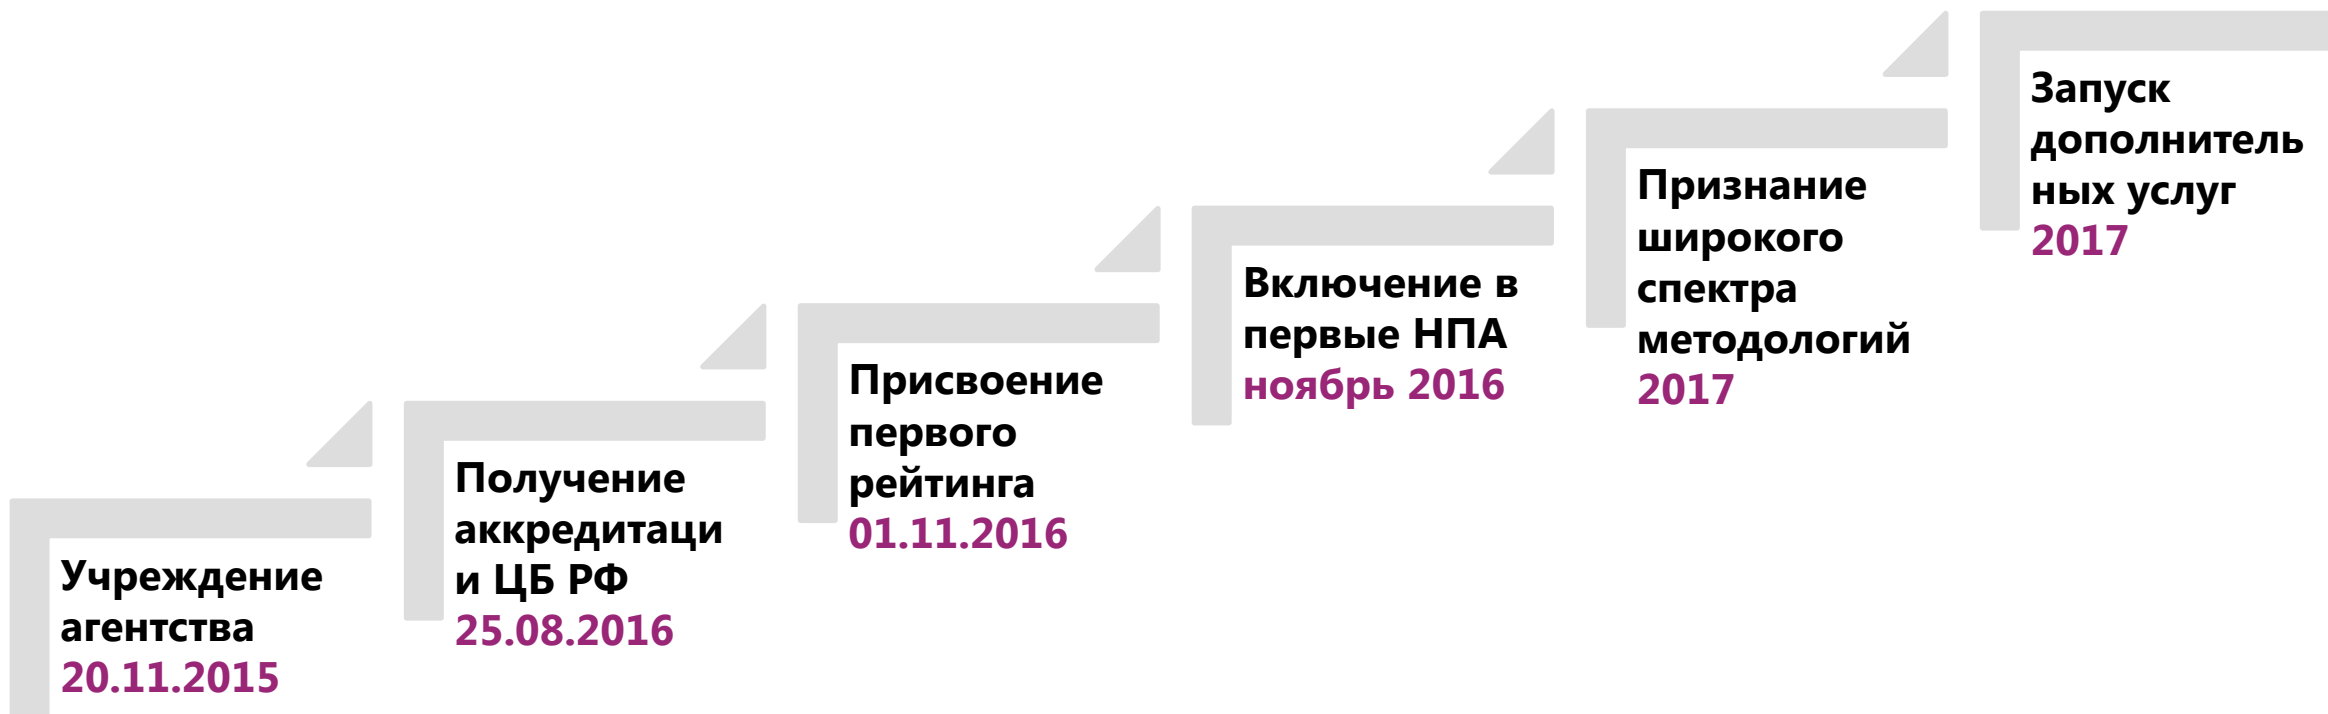 Учреждение
агентства
20.11.2015
Получение
аккредитаци
и ЦБ РФ
25.08.2016
Присвоение
первого
рейтинга
01.11.2016
Включение в
первые НПА
ноябрь 2016
Признание
широкого
спектра
методологий
2017
Запуск
дополнитель
ных услуг
2017